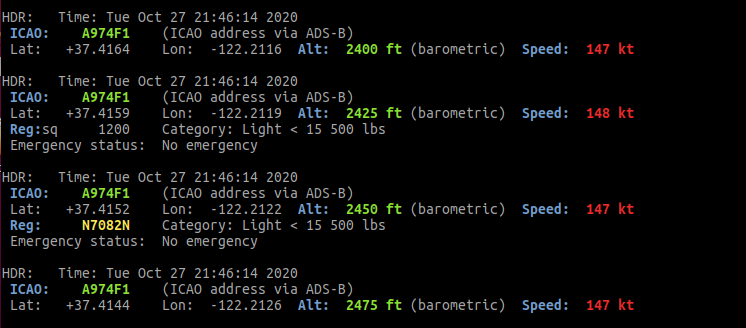 HDR:   Time: Tue Oct 27 21:46:14 2020
ICAO:    A974F1    (ICAO address via ADS-B)
Lat:   +37.4164    Lon:  -122.2116  Alt:  2400 ft (barometric)  Speed:  147 kt
HDR:   Time: Tue Oct 27 21:46:14 2020
ICAO:    A974F1    (ICAO address via ADS-B)
Lat:   +37.4159    Lon:  -122.2119  Alt:  2425 ft (barometric)  Speed:  148 kt
Reg:sq     1200    Category: Light < 15 500 lbs
Emergency status:  No emergency
HDR:   Time: Tue Oct 27 21:46:14 2020
ICAO:    A974F1    (ICAO address via ADS-B)
Lat:   +37.4152    Lon:  -122.2122  Alt:  2450 ft (barometric)  Speed:  147 kt
Reg:     N7082N    Category: Light < 15 500 lbs
Emergency status:  No emergency
HDR:   Time: Tue Oct 27 21:46:14 2020
ICAO:    A974F1    (ICAO address via ADS-B)
Lat:   +37.4144    Lon:  -122.2126  Alt:  2475 ft (barometric)  Speed:  147 kt